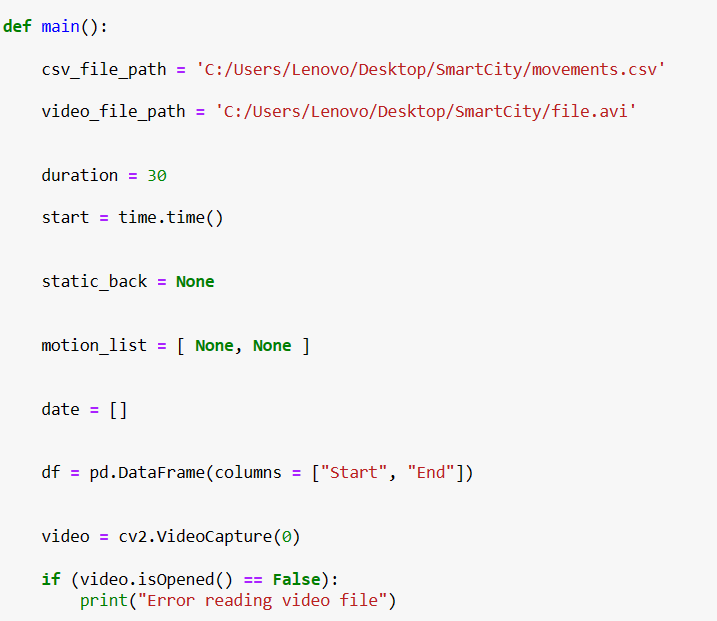 def main():
    csv_file_path = 'C:/Users/Lenovo/Desktop/SmartCity/movements.csv'
    video_file_path = 'C:/Users/Lenovo/Desktop/SmartCity/file.avi'
    duration = 30
    start = time.time()
    static_back = None
    motion_list = [ None, None ]
    date = []
    df = pd.DataFrame(columns = ["Start", "End"])
    video = cv2.VideoCapture(0)
    if (video.isOpened() == False):
        print("Error reading video file")